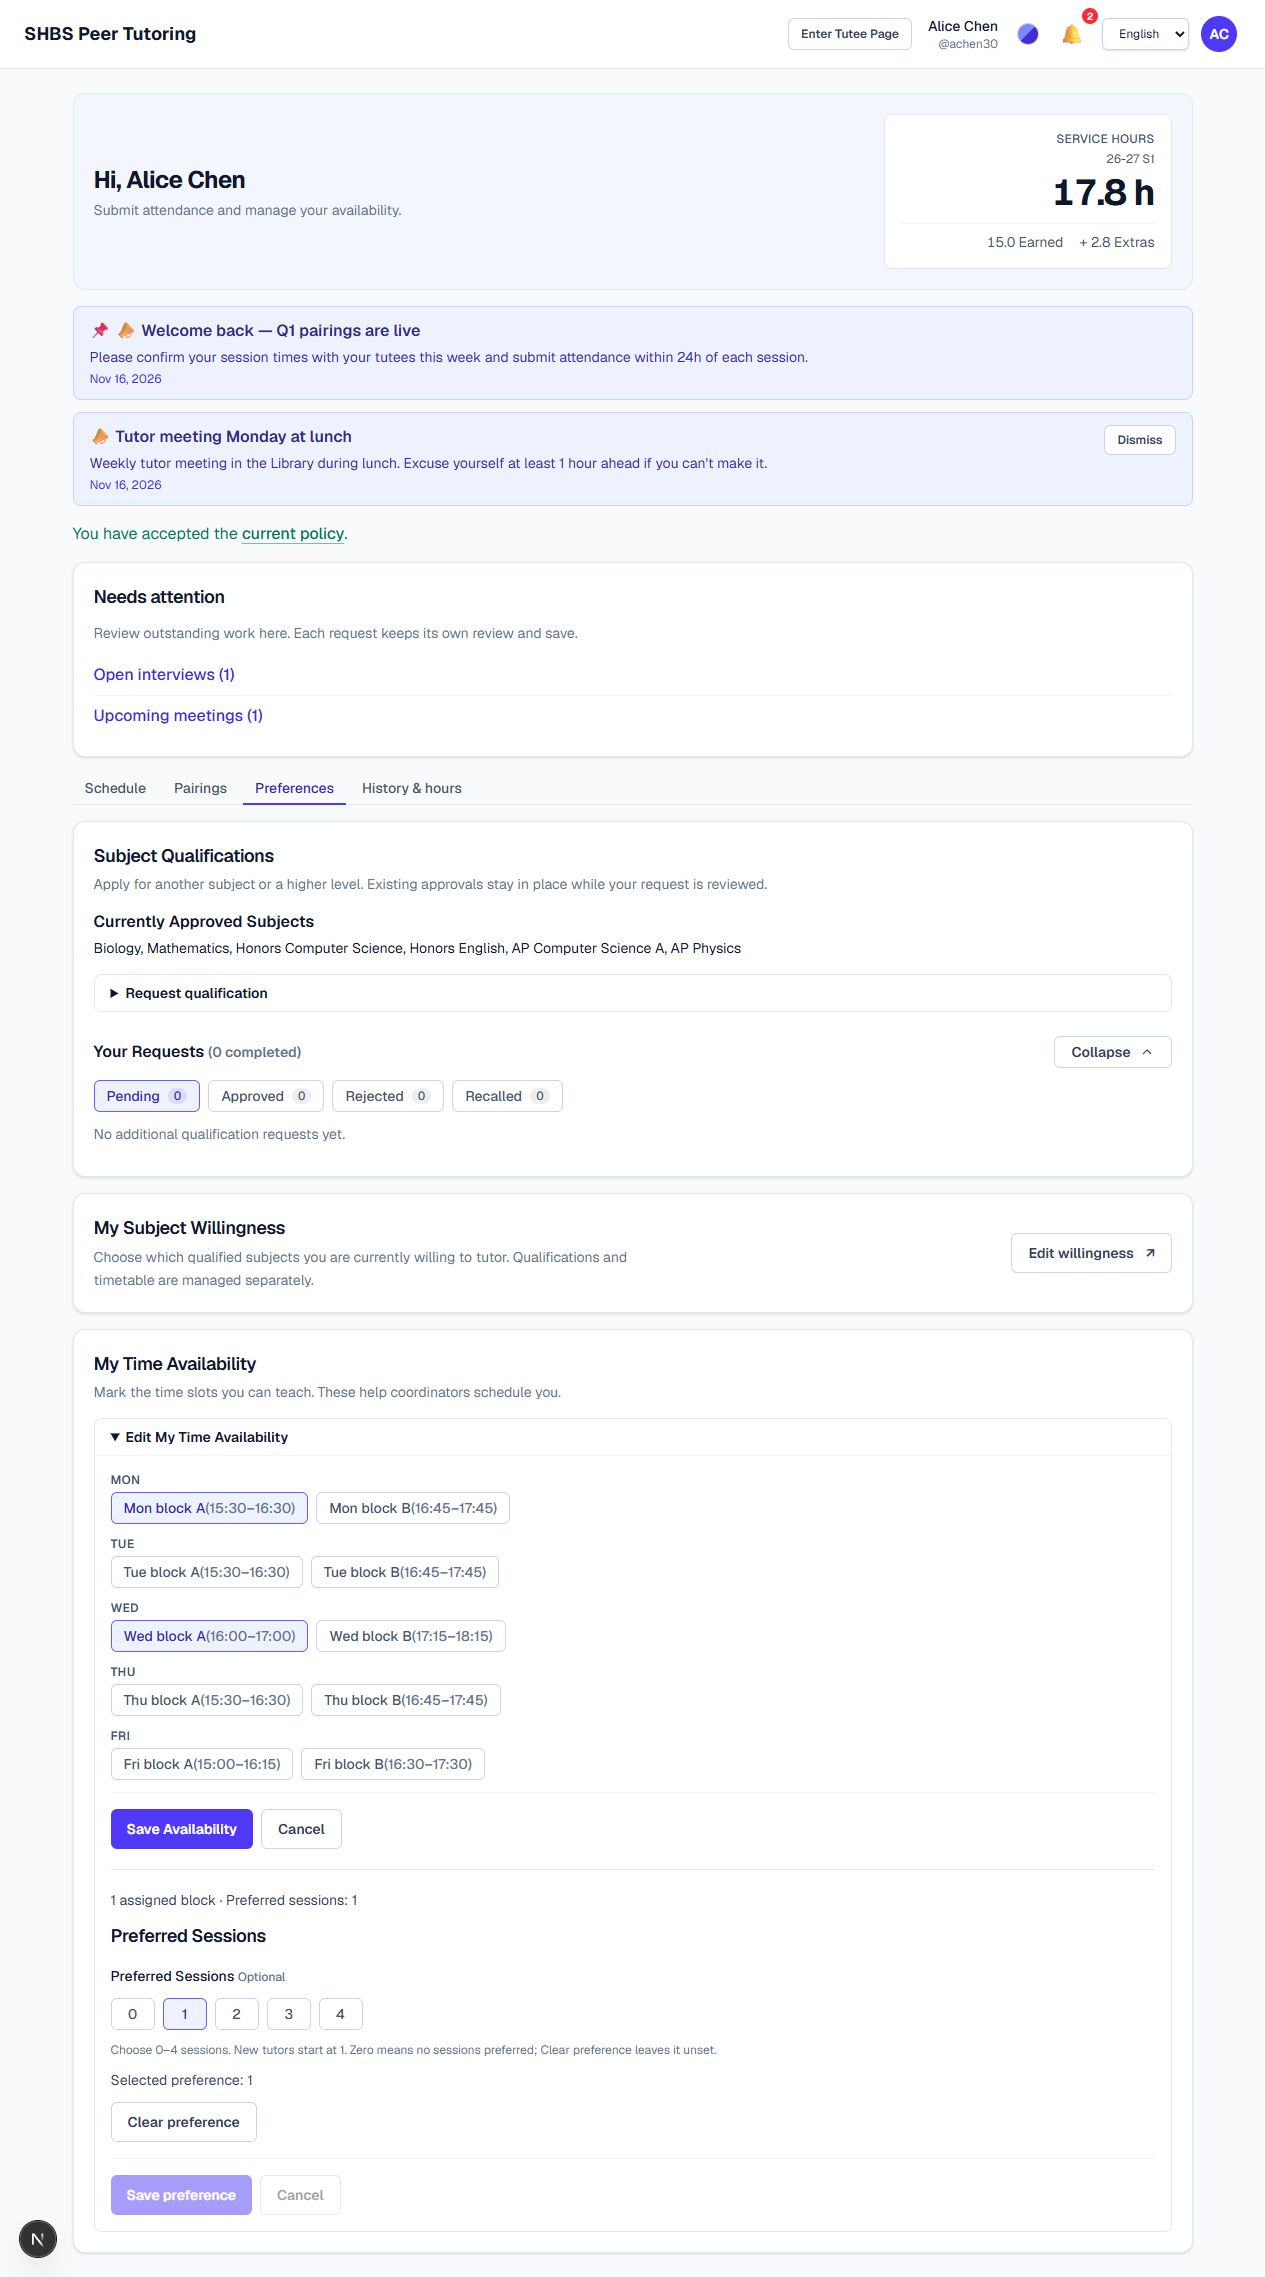 SHBS Peer Tutoring
Enter Tutee Page
Alice Chen
@achen30
2
English
AC
Hi, Alice Chen
Submit attendance and manage your availability.
SERVICE HOURS
26-27 S1
17.8 h
15.0 Earned + 2.8 Extras
Welcome back — Q1 pairings are live
Please confirm your session times with your tutees this week and submit attendance within 24h of each session.
Nov 16, 2026
Tutor meeting Monday at lunch
Dismiss
Weekly tutor meeting in the Library during lunch. Excuse yourself at least 1 hour ahead if you can't make it.
Nov 16, 2026
You have accepted the current policy.
Needs attention
Review outstanding work here. Each request keeps its own review and save.
Open interviews (1)
Upcoming meetings (1)
Schedule Pairings Preferences History & hours
Subject Qualifications
Apply for another subject or a higher level. Existing approvals stay in place while your request is reviewed.
Currently Approved Subjects
Biology, Mathematics, Honors Computer Science, Honors English, AP Computer Science A, AP Physics
Request qualification
Your Requests (0 completed)
Collapse
Pending 0 Approved 0 Rejected 0 Recalled 0
No additional qualification requests yet.
My Subject Willingness
Choose which qualified subjects you are currently willing to tutor. Qualifications and
timetable are managed separately.
Edit willingness
My Time Availability
Mark the time slots you can teach. These help coordinators schedule you.
Edit My Time Availability
MON
Mon block A(15:30–16:30) Mon block B(16:45–17:45)
TUE
Tue block A(15:30–16:30) Tue block B(16:45–17:45)
WED
Wed block A(16:00–17:00) Wed block B(17:15–18:15)
THU
Thu block A(15:30–16:30) Thu block B(16:45–17:45)
FRI
Fri block A(15:00–16:15) Fri block B(16:30–17:30)
Save Availability Cancel
1 assigned block · Preferred sessions: 1
Preferred Sessions
Preferred Sessions Optional
0 1 2 3 4
Choose 0–4 sessions. New tutors start at 1. Zero means no sessions preferred; Clear preference leaves it unset.
Selected preference: 1
Clear preference
Save preference Cancel
N